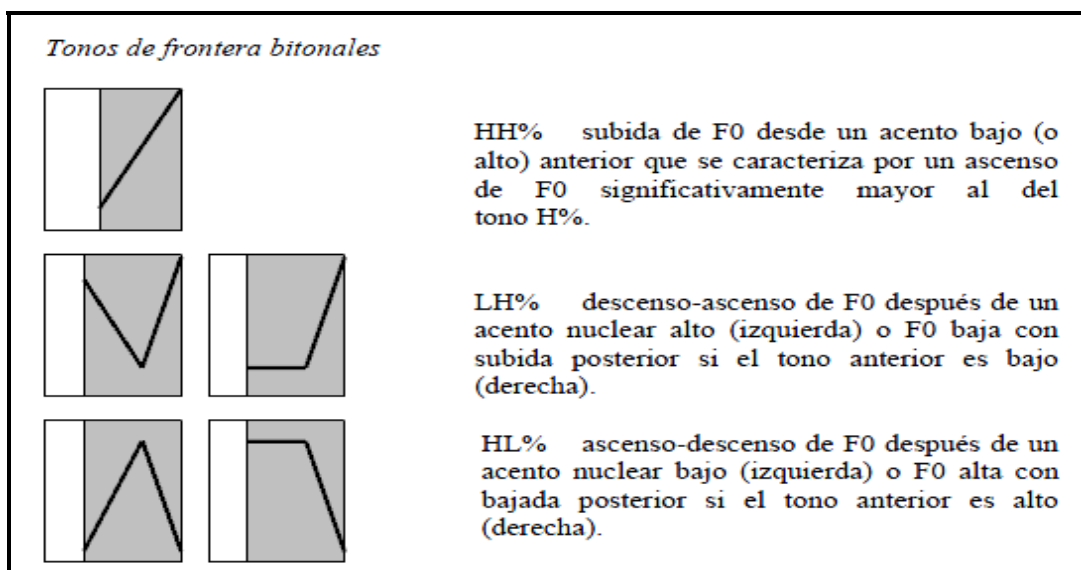 Tonos de frontera bitonales
HH% subida de F0 desde un acento bajo (o
alto) anterior que se caracteriza por un ascenso
de F0 significativamente mayor al del
tono H%.
LH% descenso-ascenso de F0 después de un
acento nuclear alto (izquierda) o F0 baja con
subida posterior si el tono anterior es bajo
(derecha).
HL% ascenso-descenso de F0 después de un
acento nuclear bajo (izquierda) o F0 alta con
bajada posterior si el tono anterior es alto
(derecha).